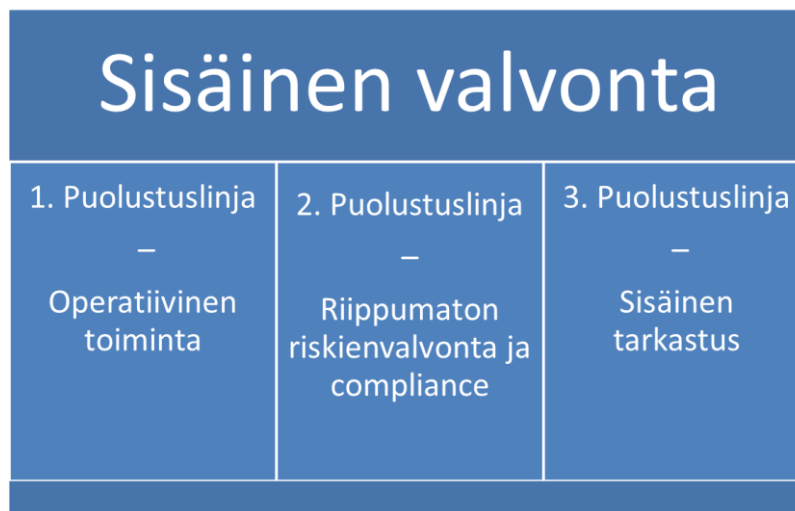 Sisäinen valvonta
1. Puolustuslinja
–
Operatiivinen
toiminta
2. Puolustuslinja
–
Riippumaton
riskienvalvonta ja
compliance
3. Puolustuslinja
–
Sisäinen
tarkastus